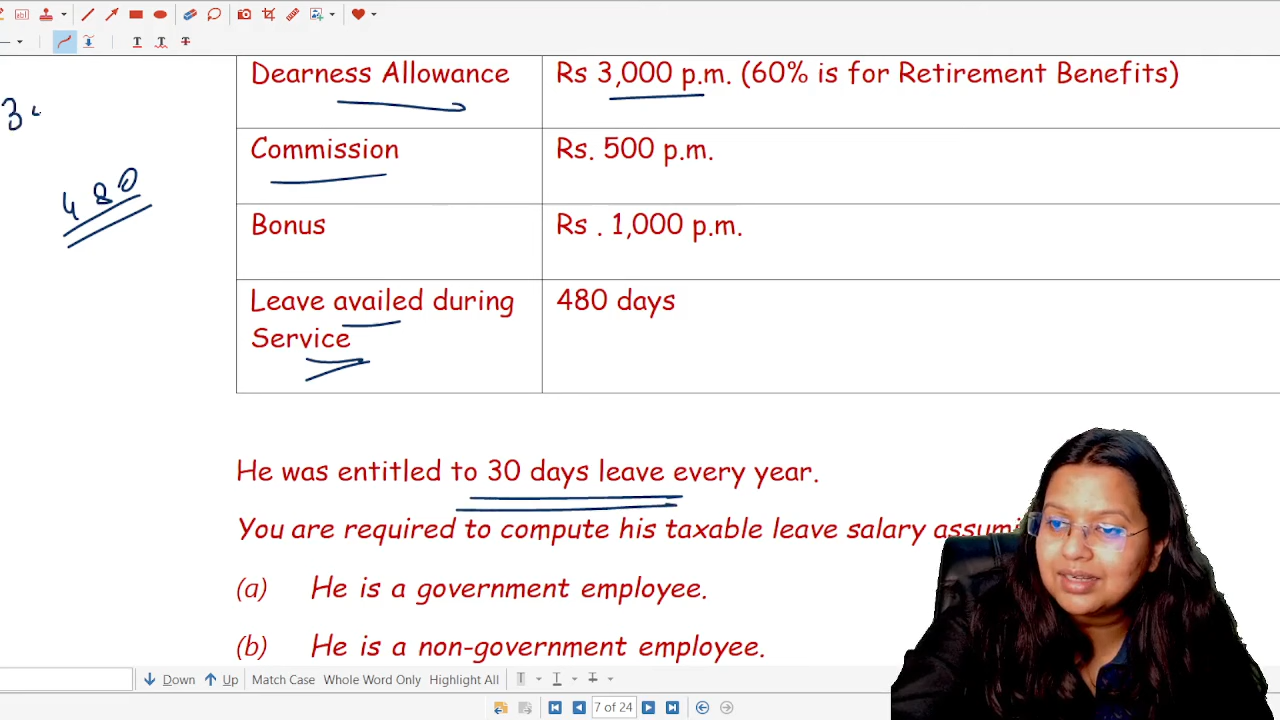 Dearness Allowance Rs 3,000 p.m. (60% is for Retirement Benefits)
3
480
Commission Rs. 500 p.m.
Bonus Rs . 1,000 p.m.
Leave availed during Service 480 days
He was entitled to 30 days leave every year.
You are required to compute his taxable leave salary
(a) He is a government employee.
(b) He is a non-government employee.
Down Up Match Case Whole Word Only Highlight All
7 of 24